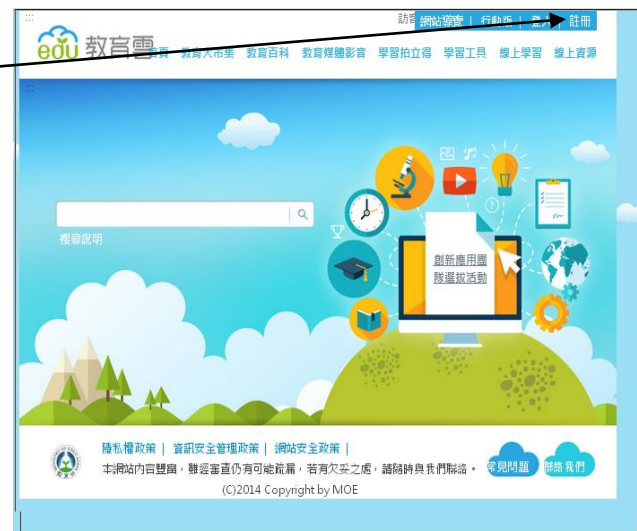 :::
網站導覽 | 行動版 | 登入 | 註冊
edu 教育雲
首頁 教育大市集 教育百科 教育媒體影音 學習拍立得 學習工具 線上學習 線上資源
:::
搜尋說明
創新應用團
隊選拔活動
隱私權政策 | 資訊安全管理政策 | 網站安全政策 |
本網站內容豐富，雖經審查仍有可能疏漏，若有欠妥之處，請隨時與我們聯絡。
常見問題 聯絡我們
(C)2014 Copyright by MOE